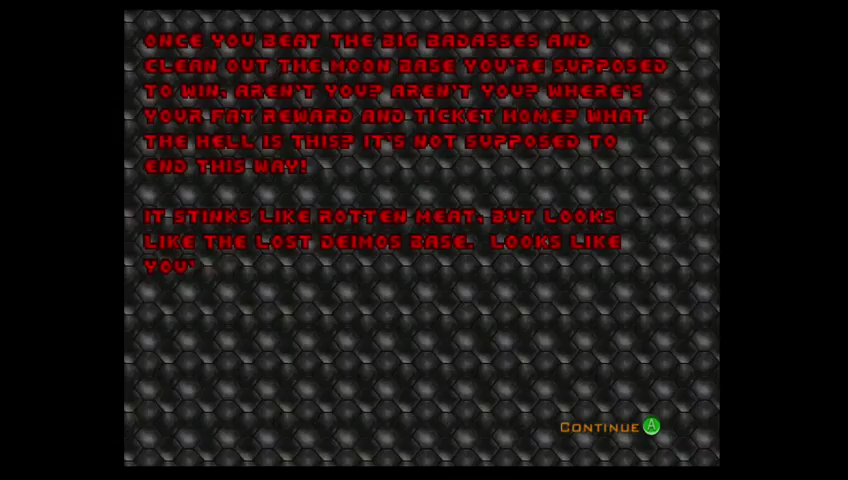 ONCE YOU BEAT THE BIG BADASSES AND
CLEAN OUT THE MOON BASE YOU'RE SUPPOSED
TO WIN, AREN'T YOU? AREN'T YOU? WHERE'S
YOUR FAT REWARD AND TICKET HOME? WHAT
THE HELL IS THIS? IT'S NOT SUPPOSED TO
END THIS WAY!
IT STINKS LIKE ROTTEN MEAT, BUT LOOKS
LIKE THE LOST DEIMOS BASE. LOOKS LIKE
YOU'
CONTINUE A